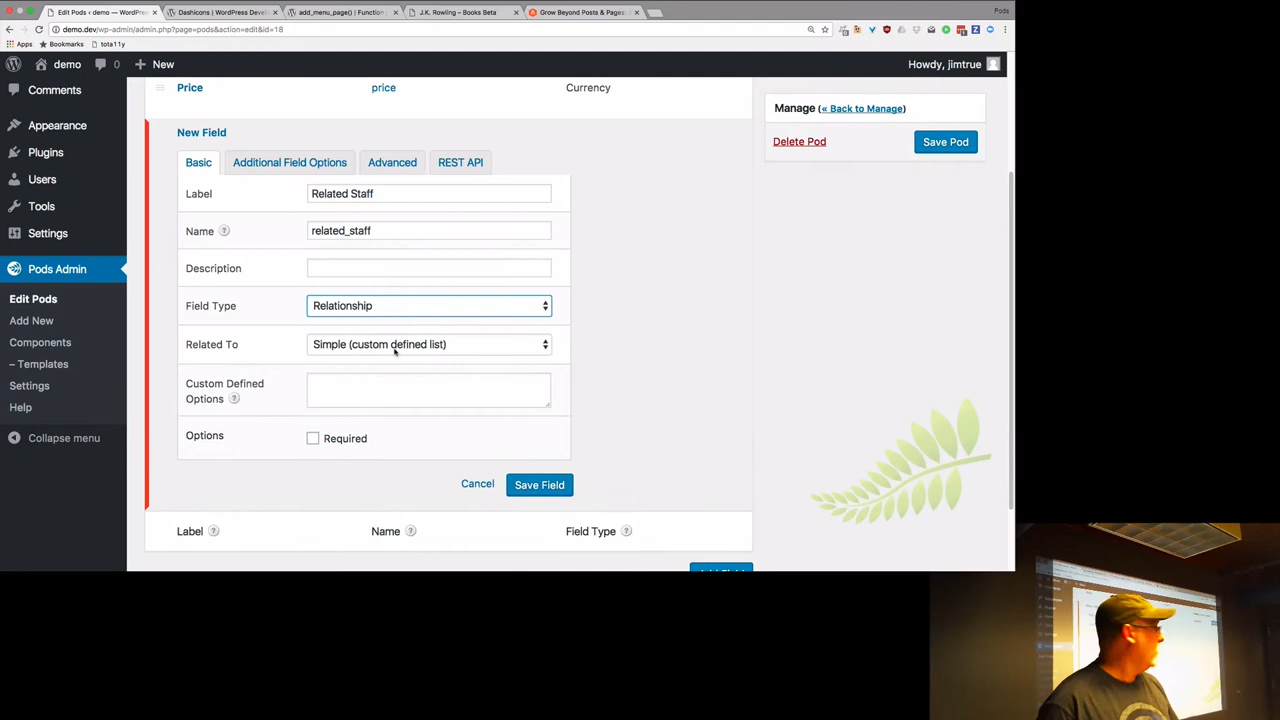 Edit Pods ‹ demo — WordPre
Dashicons | WordPress Devel
add_menu_page() | Function
J.K. Rowling – Books Beta
Grow Beyond Posts & Pages
Pods
demo.dev/wp-admin/admin.php?page=pods&action=edit&id=18
Apps
Bookmarks
tota11y
demo
0
New
Howdy, jimtrue
Comments
Appearance
Plugins
Users
Tools
Settings
Pods Admin
Edit Pods
Add New
Components
– Templates
Settings
Help
Collapse menu
Price
price
Currency
New Field
Basic
Additional Field Options
Advanced
REST API
Label
Related Staff
Name ?
related_staff
Description
Field Type
Relationship
Related To
Simple (custom defined list)
Custom Defined
Options ?
Options
Required
Cancel
Save Field
Label ?
Name ?
Field Type ?
Manage (« Back to Manage)
Delete Pod
Save Pod